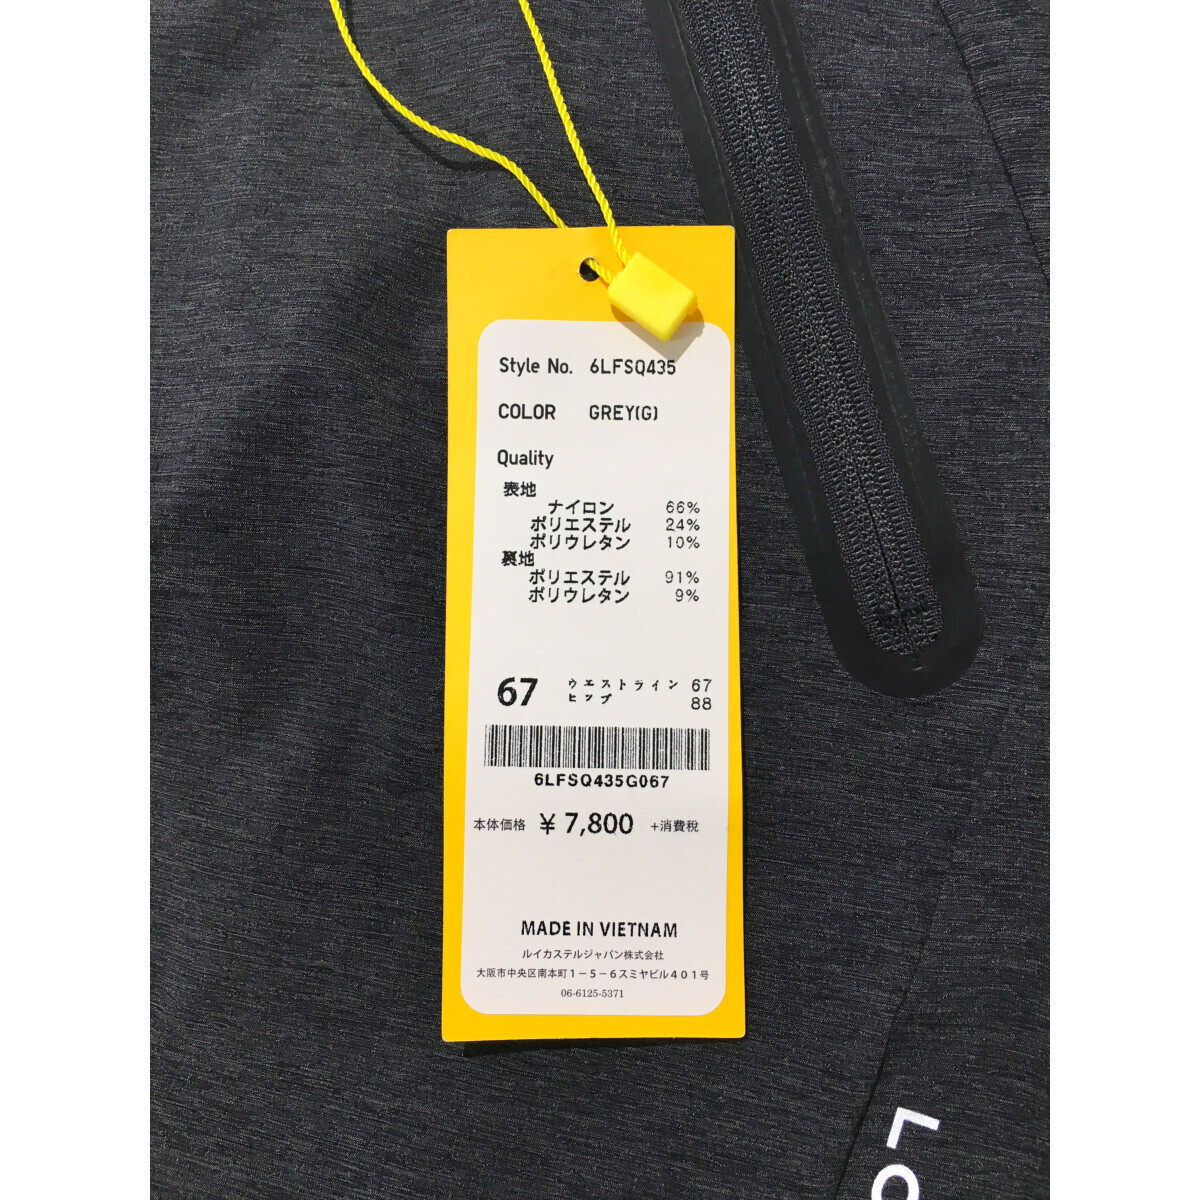 Style No. 6LFSQ435
COLOR GREY(G)
Quality
表地
ナイロン 66%
ポリエステル 24%
ポリウレタン 10%
裏地
ポリエステル 91%
ポリウレタン 9%
67 ウエストライン 67
ヒップ 88
6LFSQ435G067
本体価格 ¥ 7,800 +消費税
MADE IN VIETNAM
ルイカステルジャパン株式会社
大阪市中央区南本町1-5-6スミヤビル401号
06-6125-5371
LO